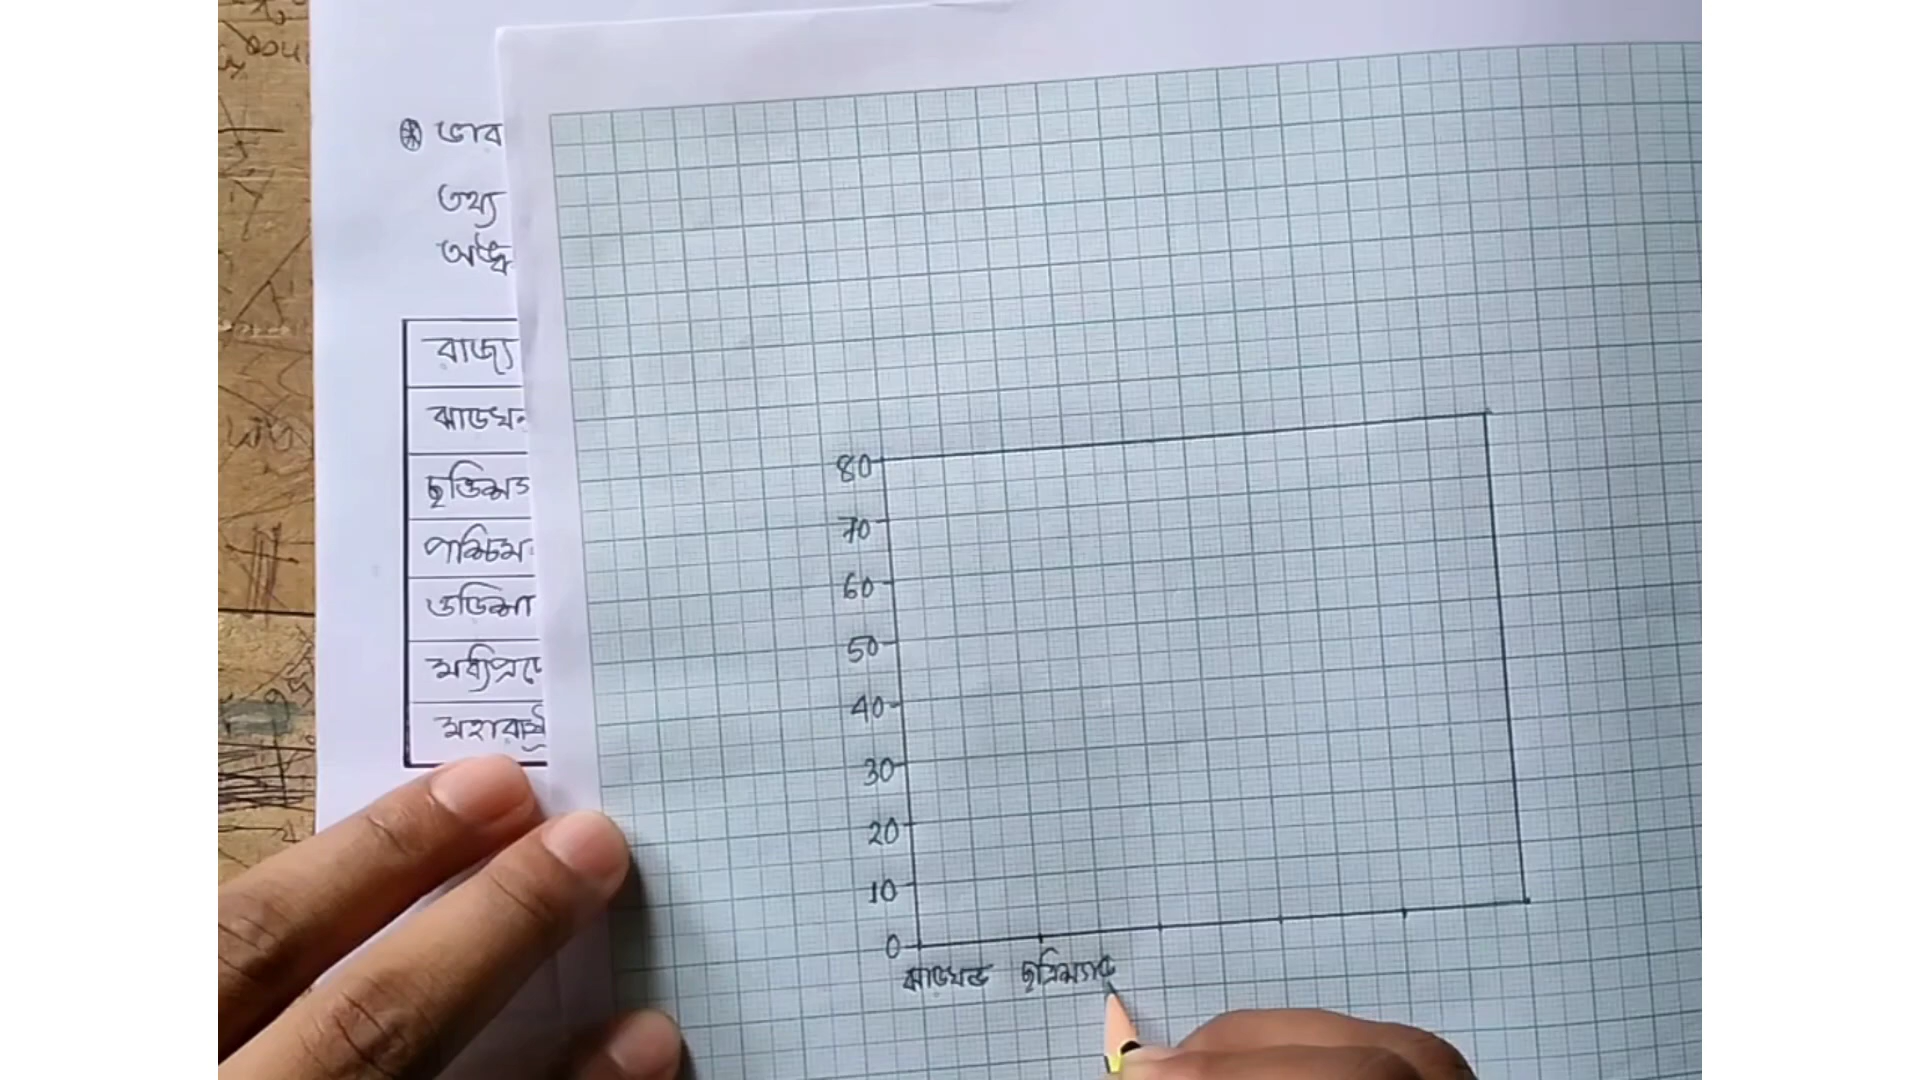 ভার
তথ্য
রাজ্য
ঝাড়খন
ছত্তিশগ
পশ্চিম
ওড়িশা
মধ্যপ্রদে
মহারাষ্ট্র
80
70
60
50
40
30
20
10
0
ঝাড়খন্ড ছত্রিশগড়